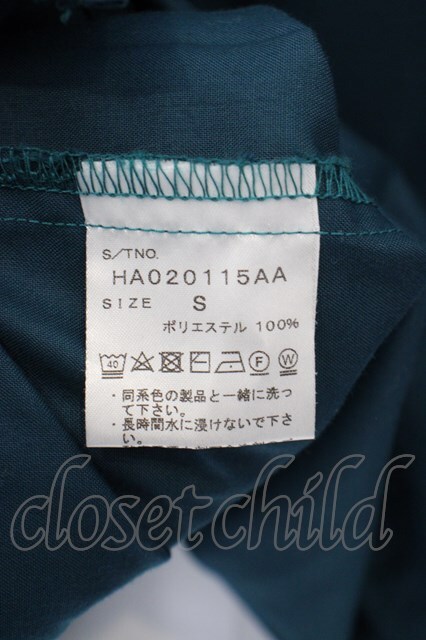 S/TNO.
HA020115AA
SIZE S
ポリエステル 100%
40 F W
・同系色の製品と一緒に洗っ
て下さい。
・長時間水に浸けないで下さ
い。
closet child